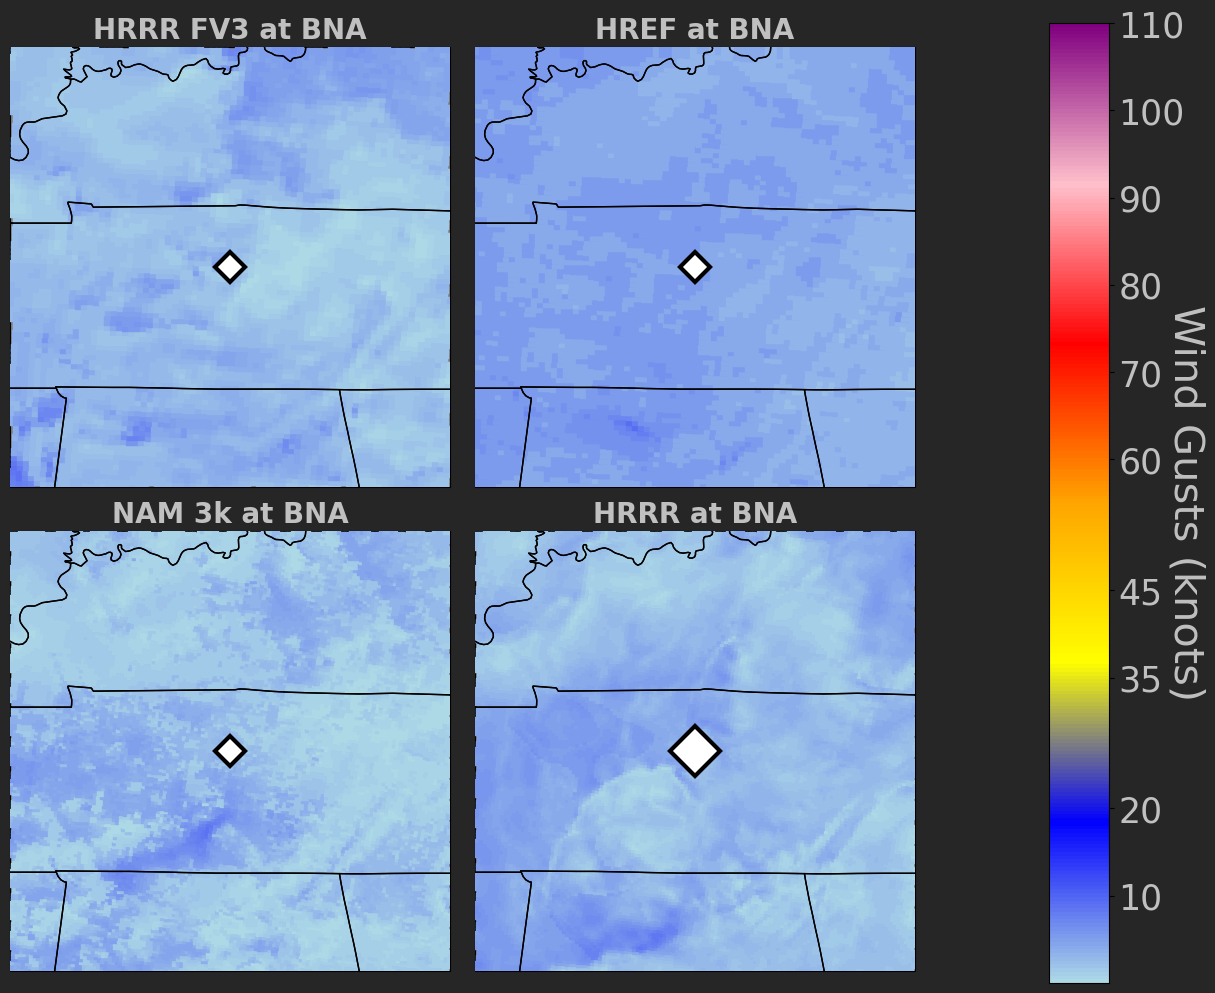 HRRR FV3 at BNA
HREF at BNA
NAM 3k at BNA
HRRR at BNA
110
100
90
80
70
60
45
35
20
10
Wind Gusts (knots)